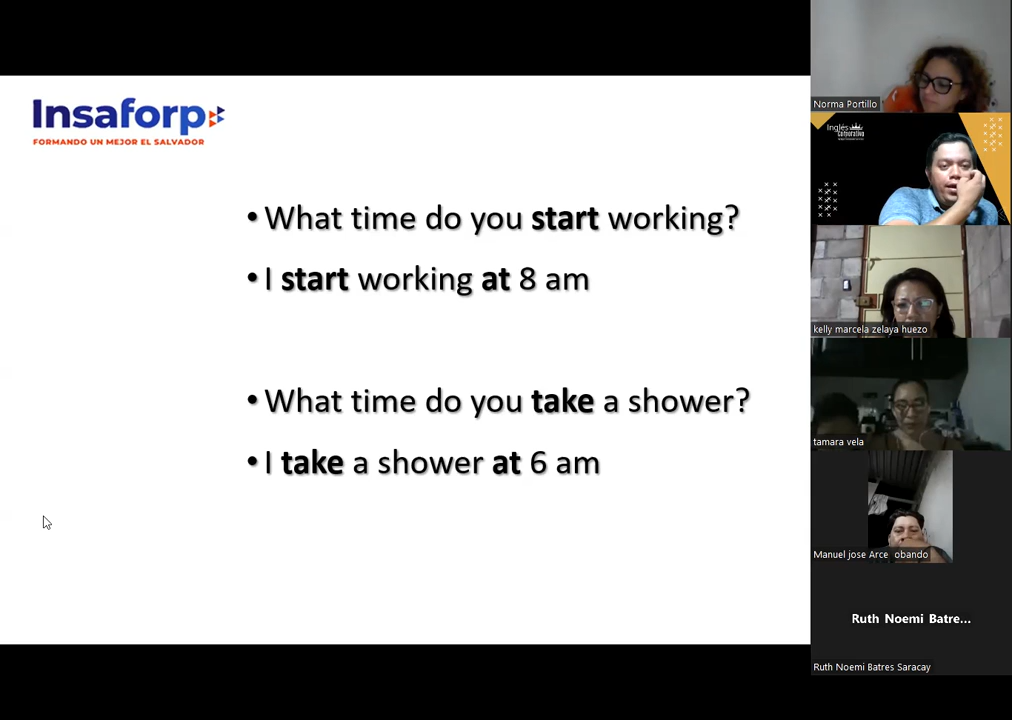 Insaforp
FORMANDO UN MEJOR EL SALVADOR
• What time do you start working?
• I start working at 8 am
• What time do you take a shower?
• I take a shower at 6 am
Norma Portillo
Inglés
Corporativo
kelly marcela zelaya huezo
tamara vela
Manuel jose Arce obando
Ruth Noemi Batre...
Ruth Noemi Batres Saracay